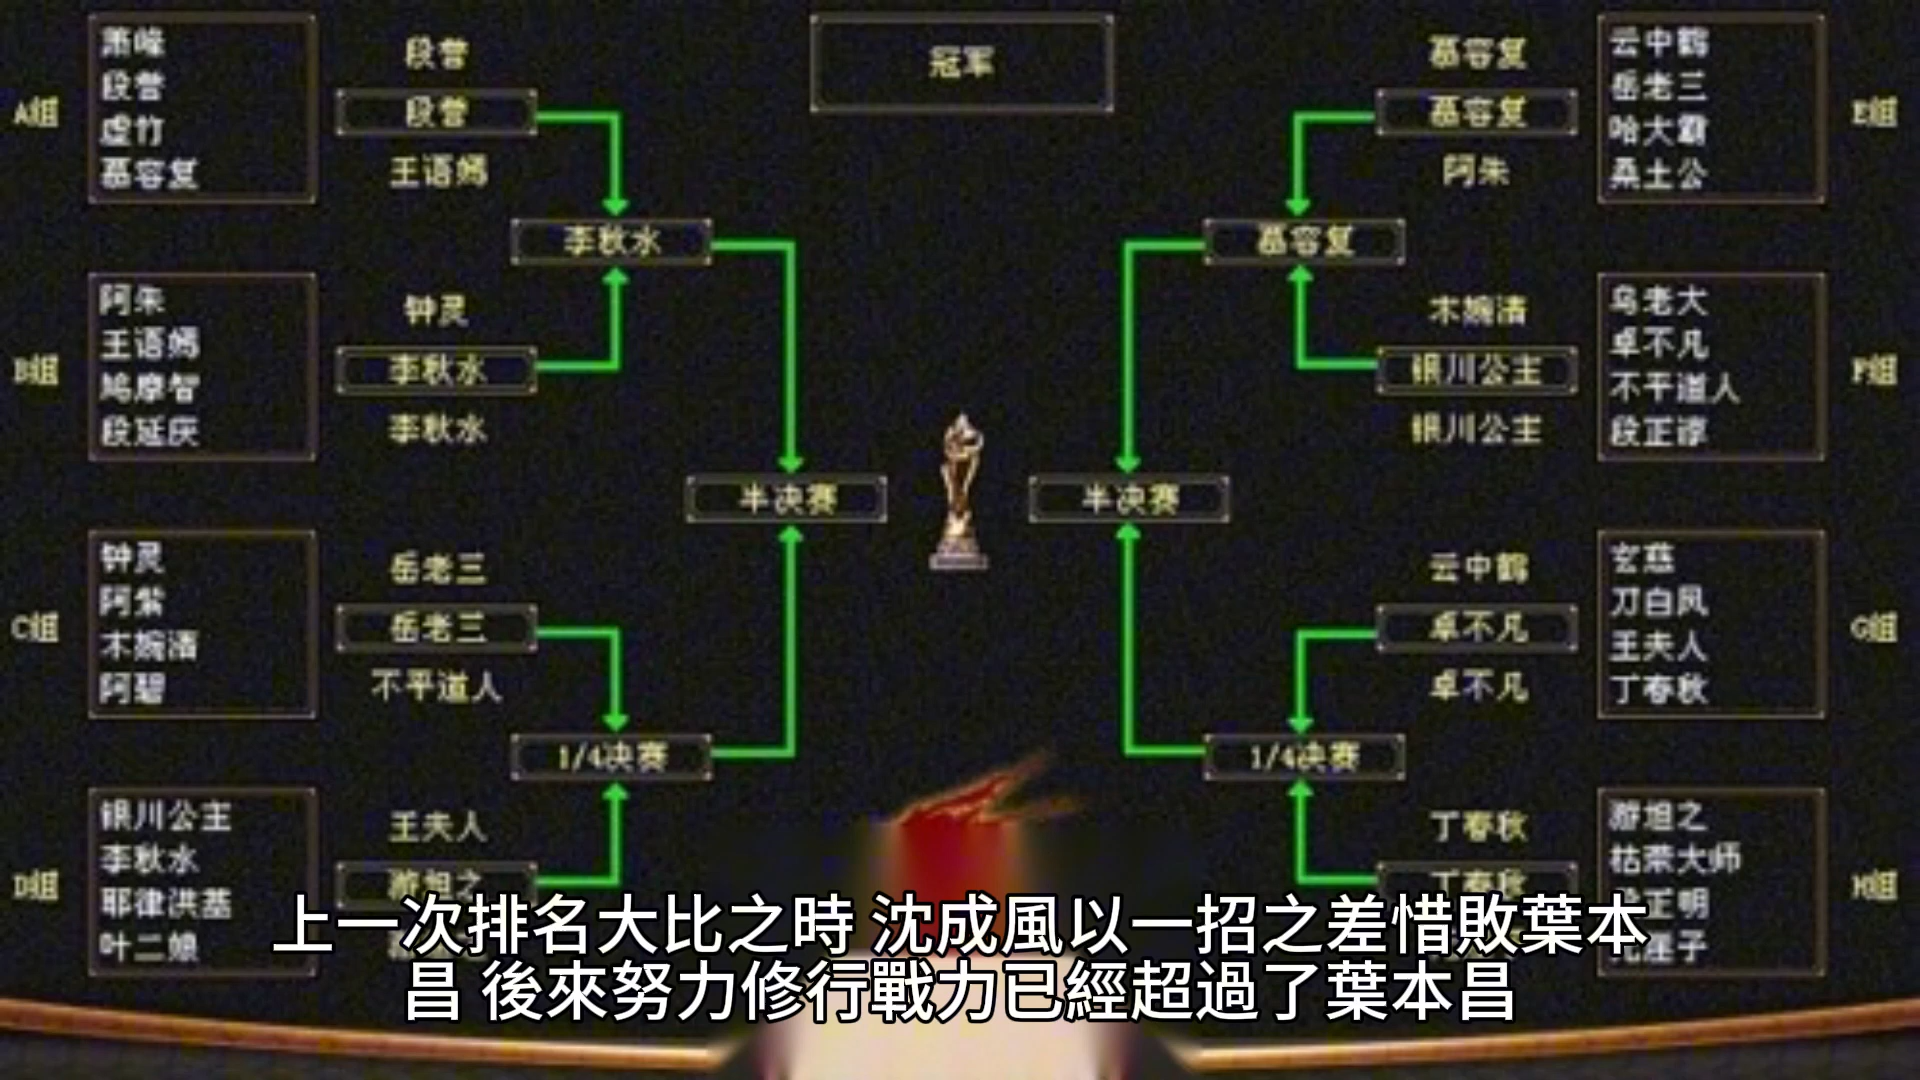 冠军
A组
萧峰
段誉
虚竹
慕容复
段誉
段誉
王语嫣
李秋水
B组
阿朱
王语嫣
鸠摩智
段延庆
钟灵
李秋水
李秋水
半决赛
C组
钟灵
阿紫
木婉清
阿碧
岳老三
岳老三
不平道人
1/4决赛
D组
银川公主
李秋水
耶律洪基
叶二娘
王夫人
游坦之
慕容复
慕容复
阿朱
云中鹤
岳老三
哈大霸
桑土公
E组
慕容复
木婉清
银川公主
银川公主
乌老大
卓不凡
不平道人
段正淳
F组
半决赛
云中鹤
卓不凡
卓不凡
玄慈
刀白凤
王夫人
丁春秋
G组
1/4决赛
丁春秋
丁春秋
游坦之
枯荣大师
正明
H组
上一次排名大比之時 沈成風以一招之差惜敗葉本
昌 後來努力修行戰力已經超過了葉本昌